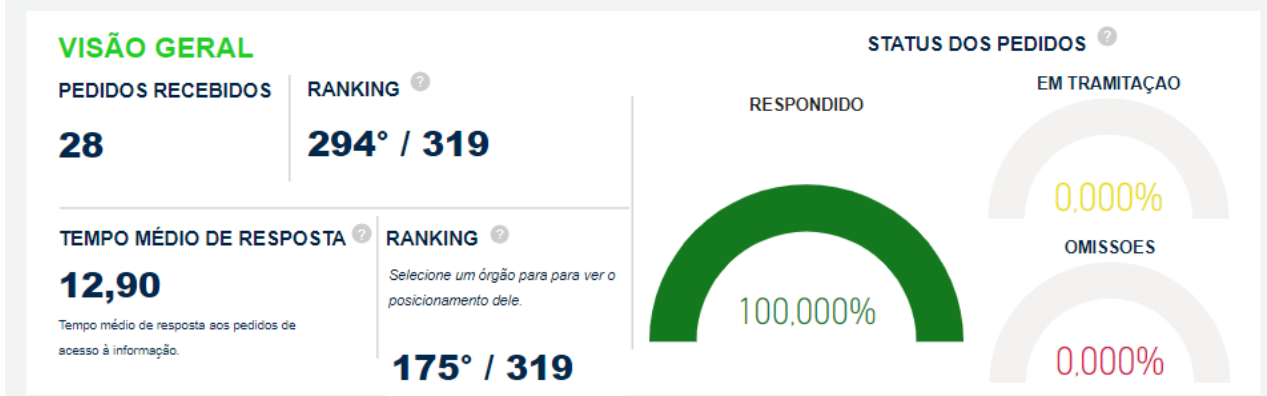 VISÃO GERAL
PEDIDOS RECEBIDOS
28
RANKING ?
294° / 319
TEMPO MÉDIO DE RESPOSTA ?
12,90
Tempo médio de resposta aos pedidos de
acesso à informação.
RANKING ?
Selecione um órgão para para ver o
posicionamento dele.
175° / 319
STATUS DOS PEDIDOS ?
RESPONDIDO
100,000%
EM TRAMITAÇAO
0,000%
OMISSOES
0,000%